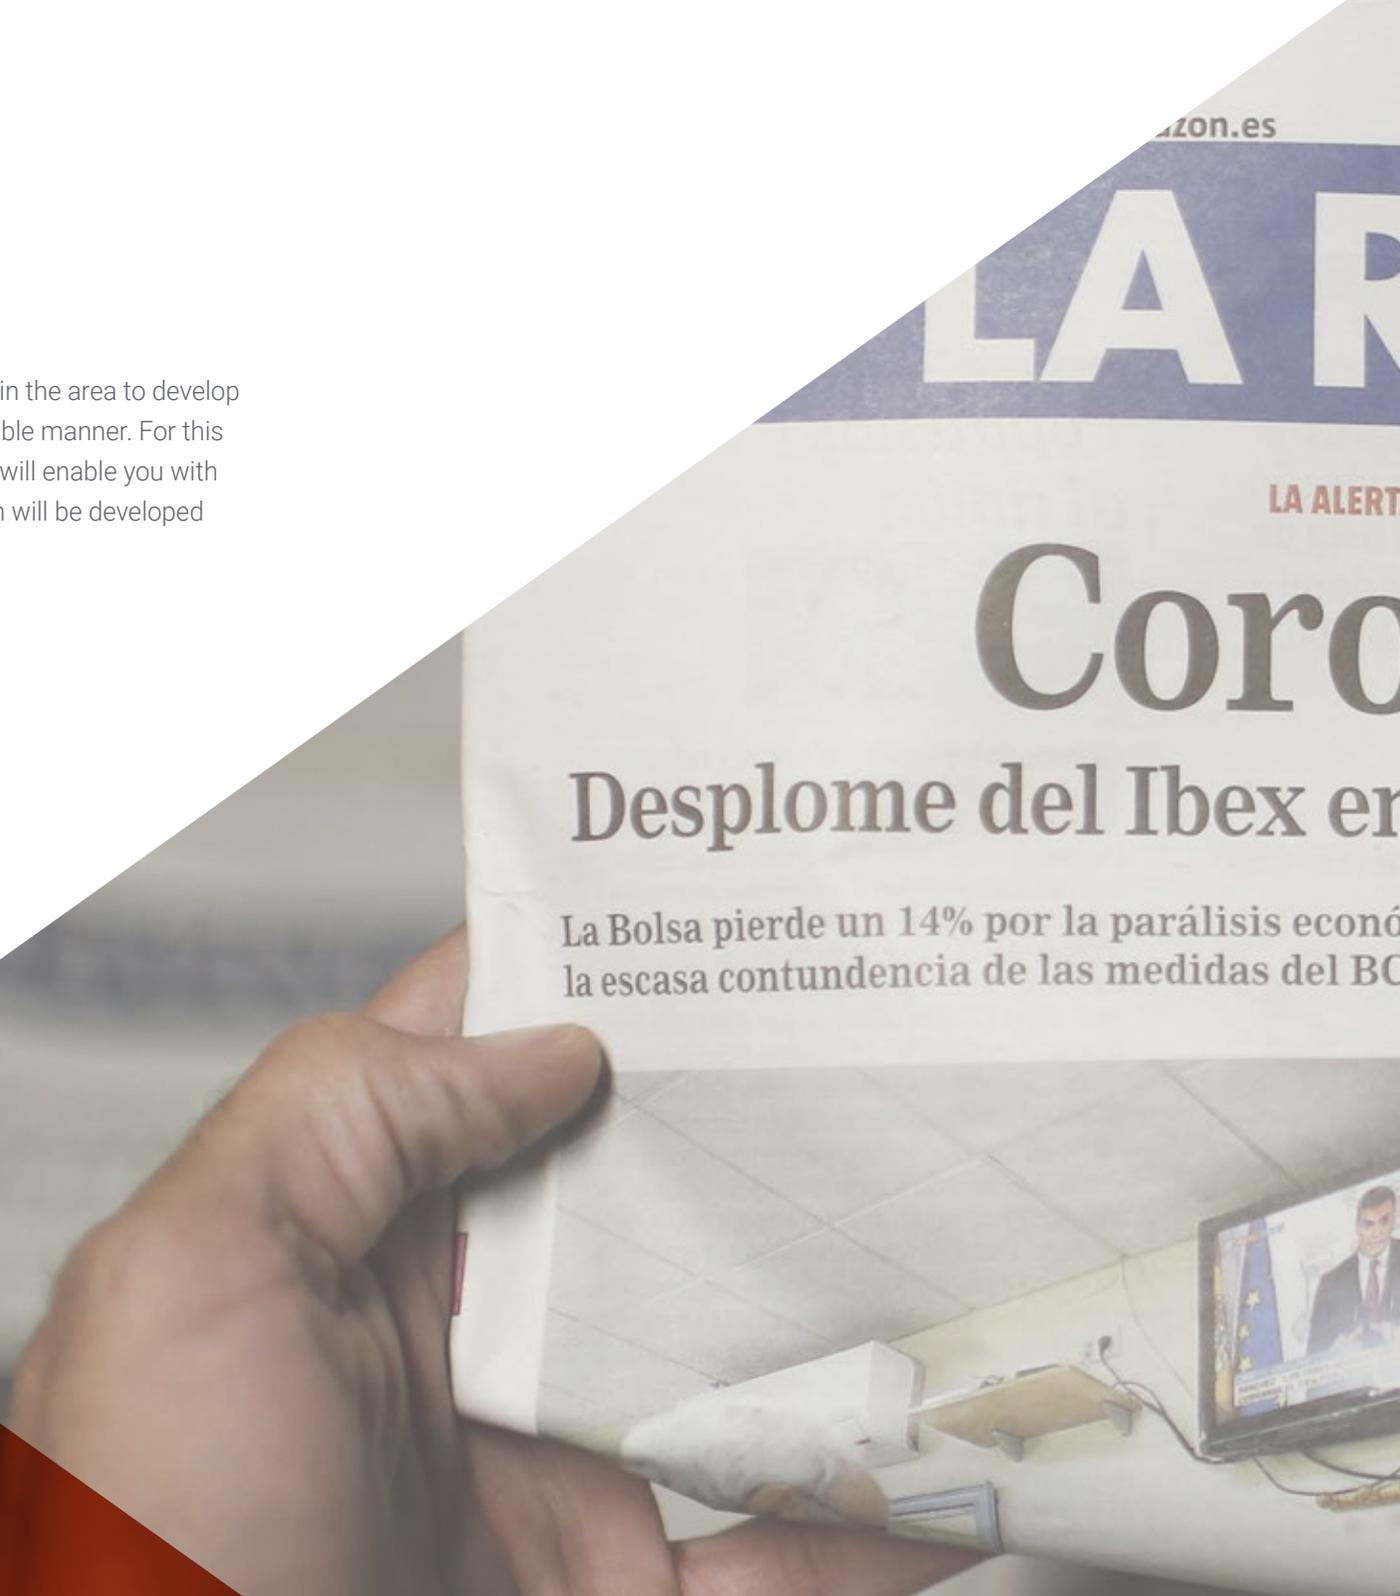 in the area to develop
ble manner. For this
will enable you with
will be developed
azon.es
LA R
LA ALERT
Coro
Desplome del Ibex en
La Bolsa pierde un 14% por la parálisis econó
la escasa contundencia de las medidas del BC